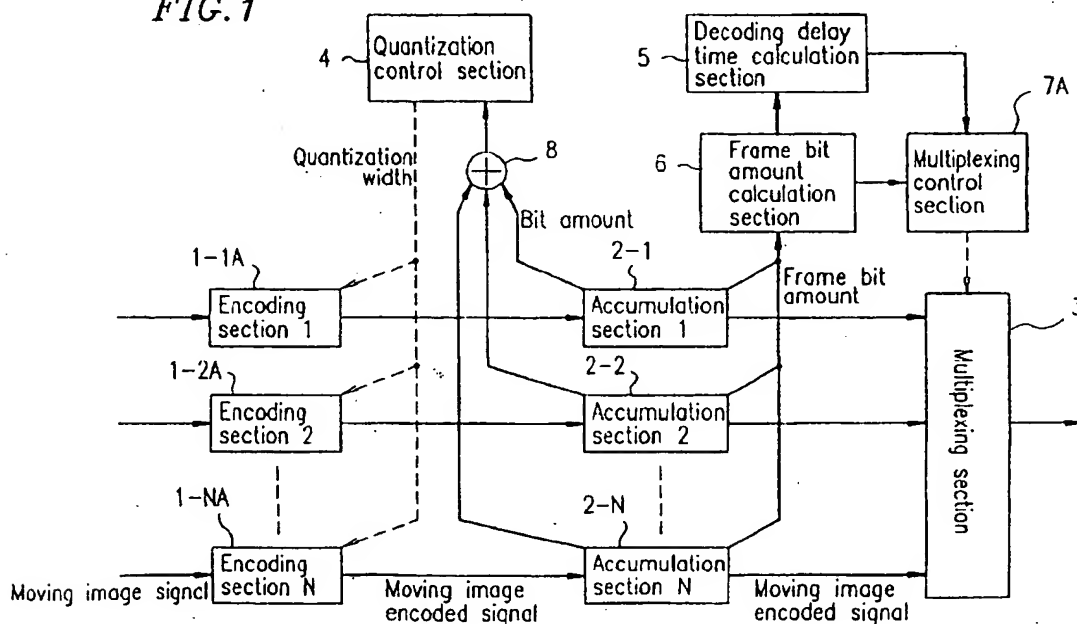 FIG. 1
4
Quantization
control section
5
Decoding delay
time calculation
section
7A
Quantization
width
8
6
Frame bit
amount
calculation
section
Multiplexing
control
section
Bit amount
1-1A
2-1
Frame bit
amount
Encoding
section 1
Accumulation
section 1
3
1-2A
2-2
Encoding
section 2
Accumulation
section 2
Multiplexing section
1-NA
2-N
Encoding
section N
Accumulation
section N
Moving image signal
Moving image
encoded signal
Moving image
encoded signal